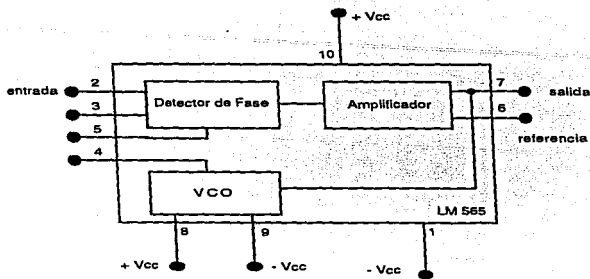 + Vcc
10
entrada
2
Detector de Fase
Amplificador
7
salida
3
6
5
referencia
4
VCO
LM 565
8
9
1
+ Vcc
- Vcc
- Vcc